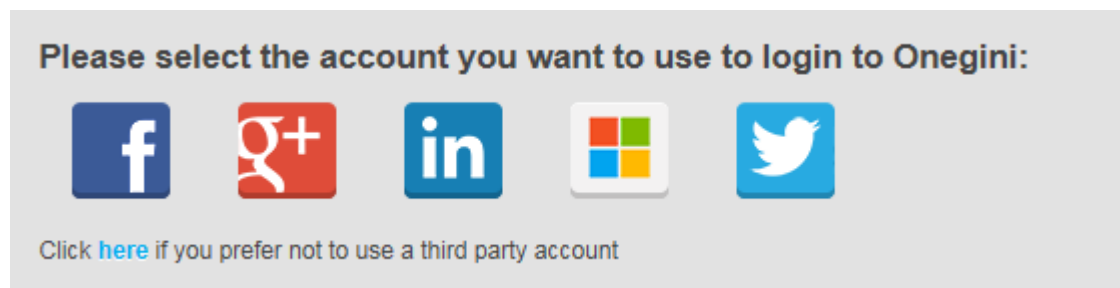 Please select the account you want to use to login to Onegini:
f g+ in
Click here if you prefer not to use a third party account